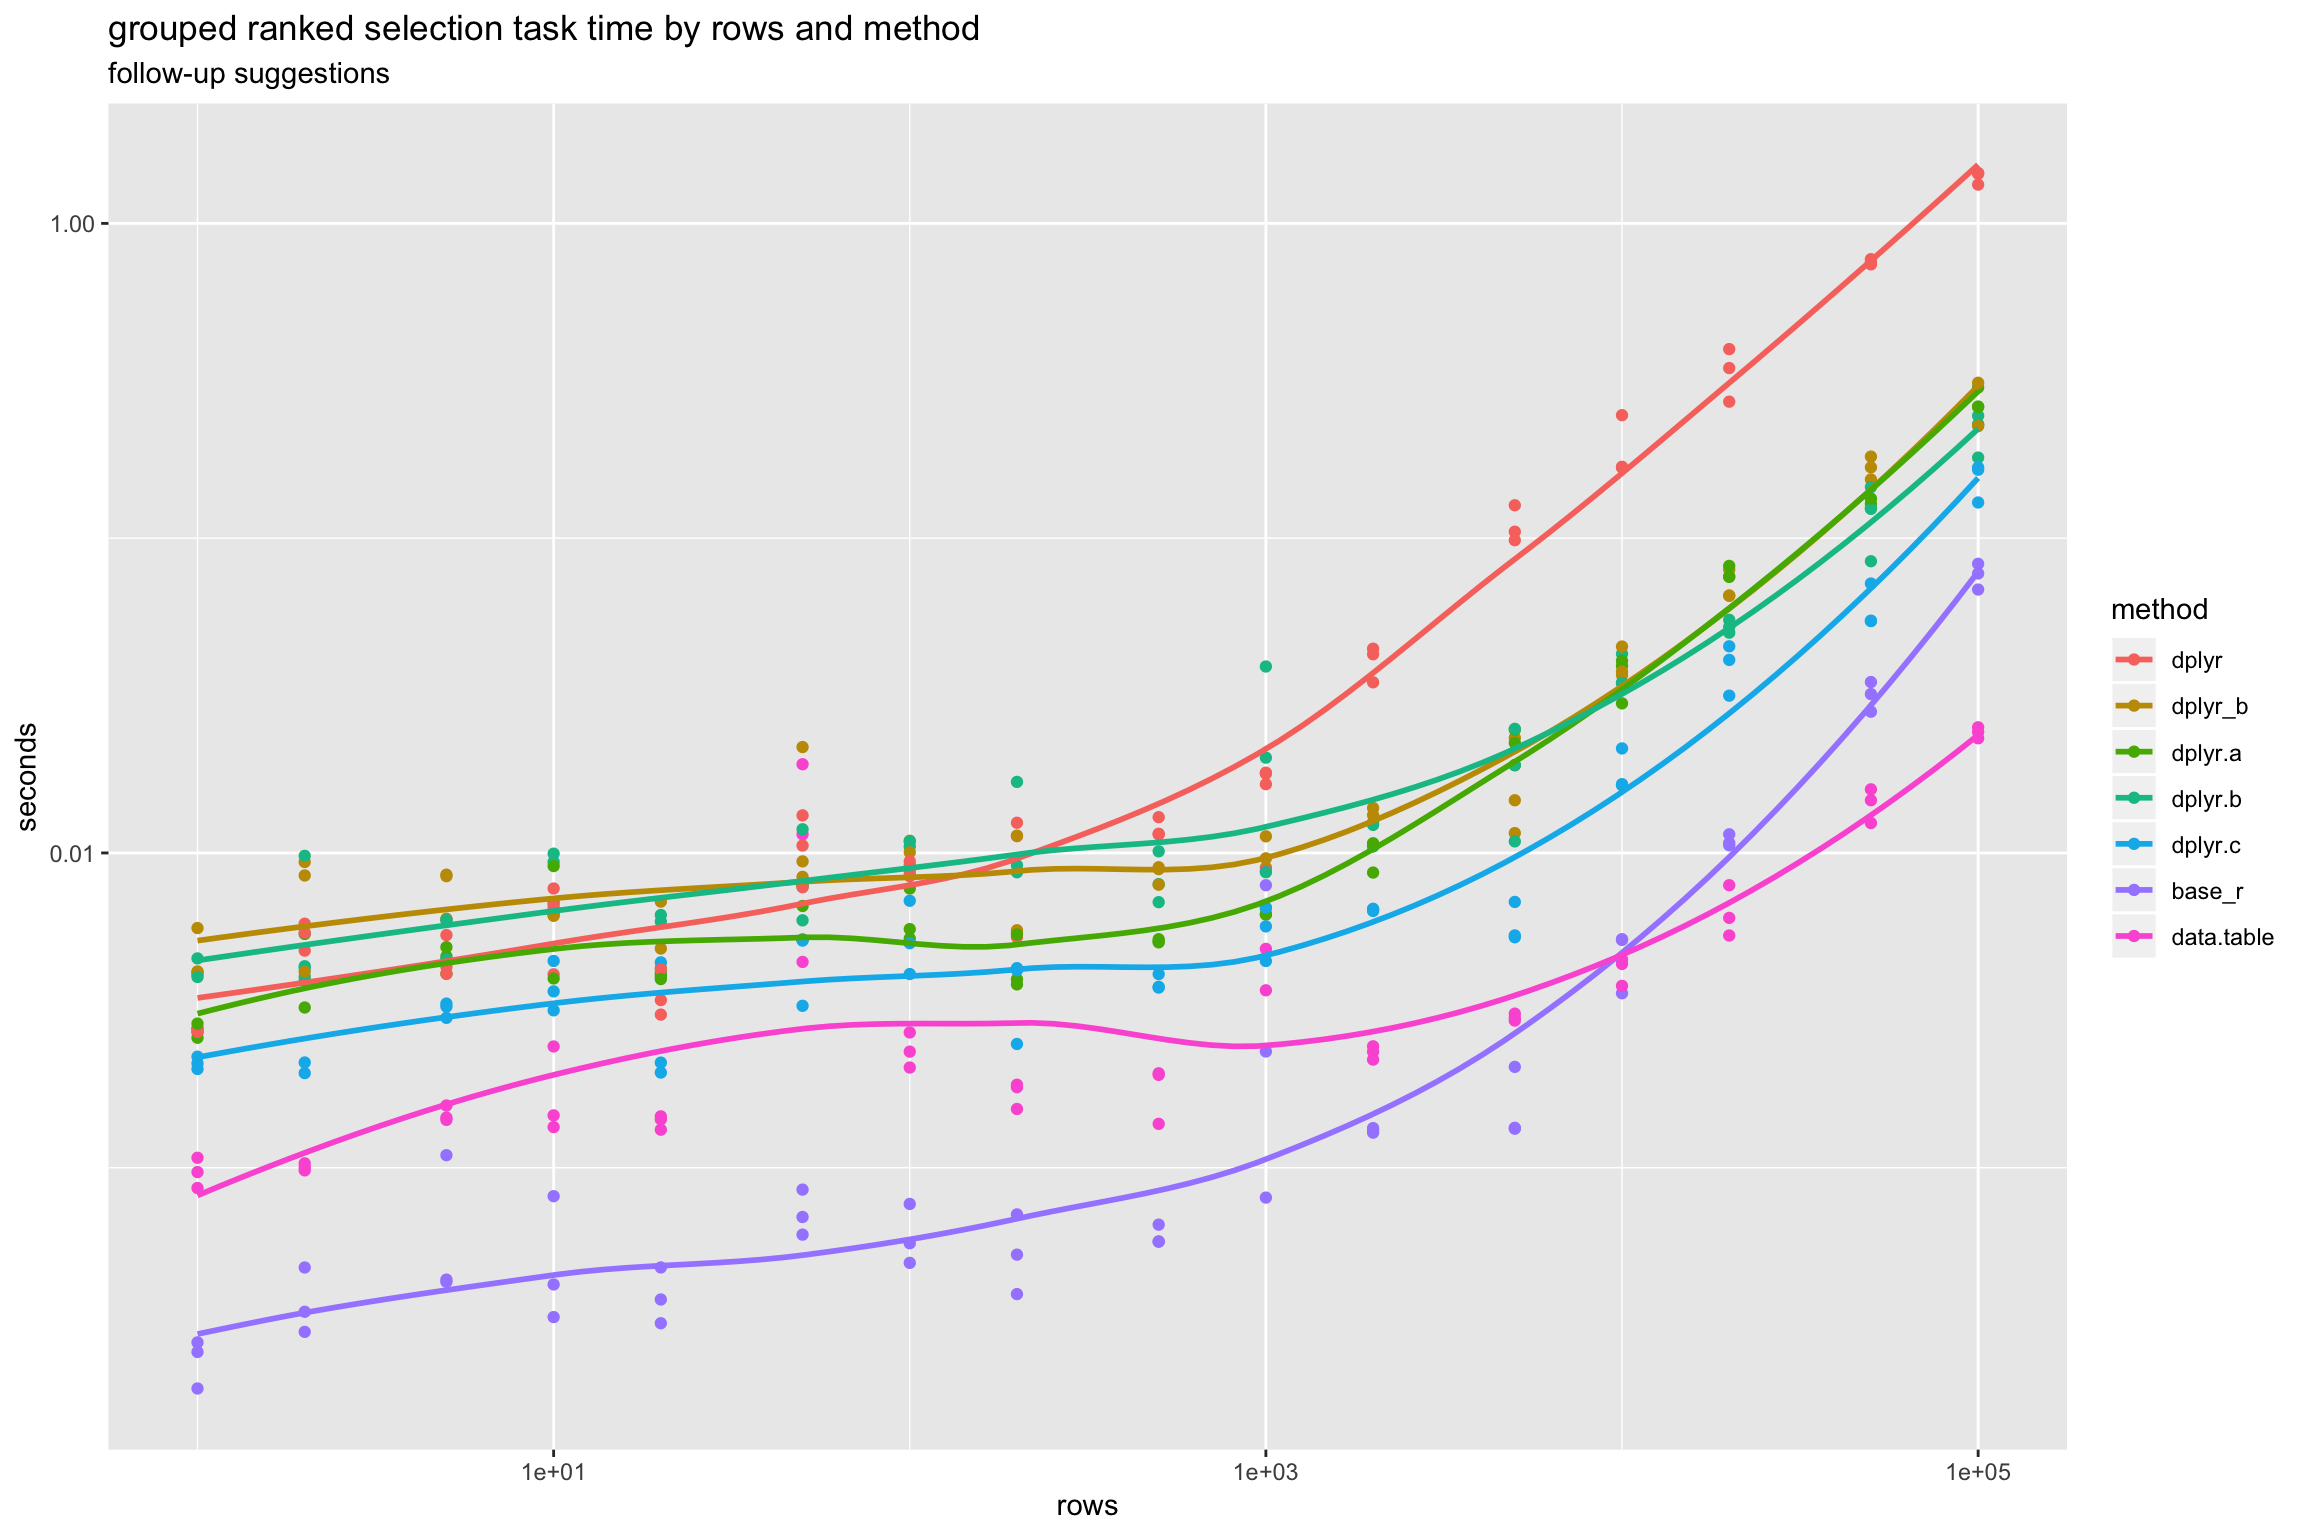 grouped ranked selection task time by rows and method
follow-up suggestions
1.00
0.01
seconds
1e+01
1e+03
1e+05
rows
method
dplyr
dplyr_b
dplyr.a
dplyr.b
dplyr.c
base_r
data.table